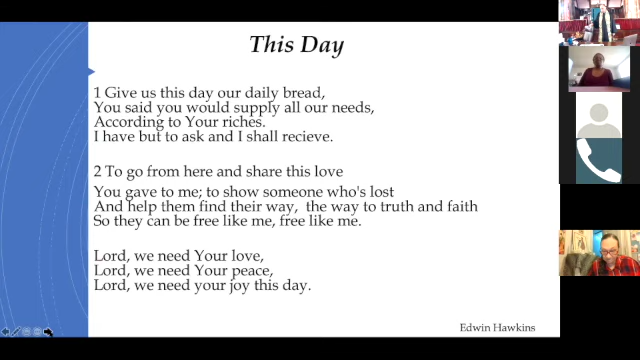 This Day
1 Give us this day our daily bread,
You said you would supply all our needs,
According to Your riches.
I have but to ask and I shall recieve.
2 To go from here and share this love
You gave to me; to show someone who's lost
And help them find their way, the way to truth and faith
So they can be free like me, free like me.
Lord, we need Your love,
Lord, we need Your peace,
Lord, we need your joy this day.
Edwin Hawkins